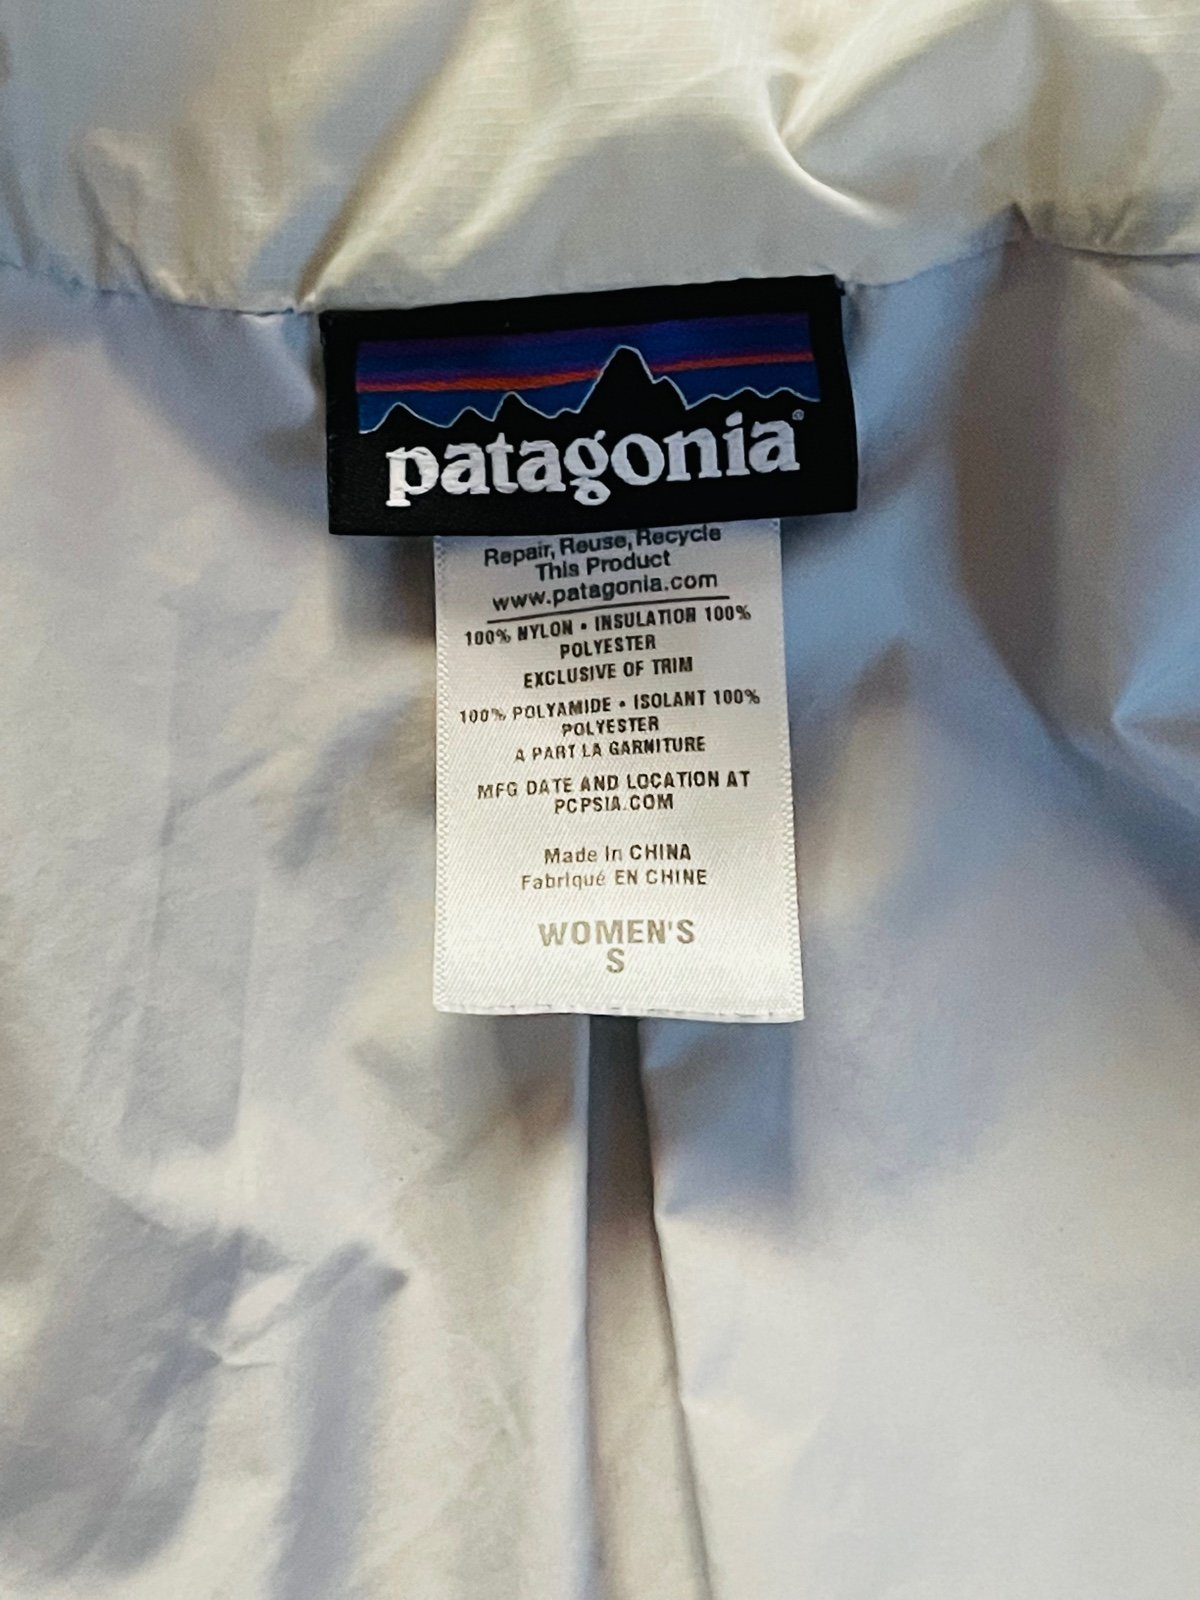 patagonia®
Repair, Reuse, Recycle
This Product
www.patagonia.com
100% NYLON • INSULATION 100%
POLYESTER
EXCLUSIVE OF TRIM
100% POLYAMIDE • ISOLANT 100%
POLYESTER
A PART LA GARNITURE
MFG DATE AND LOCATION AT
PCPSIA.COM
Made in CHINA
Fabriqué EN CHINE
WOMEN'S
S